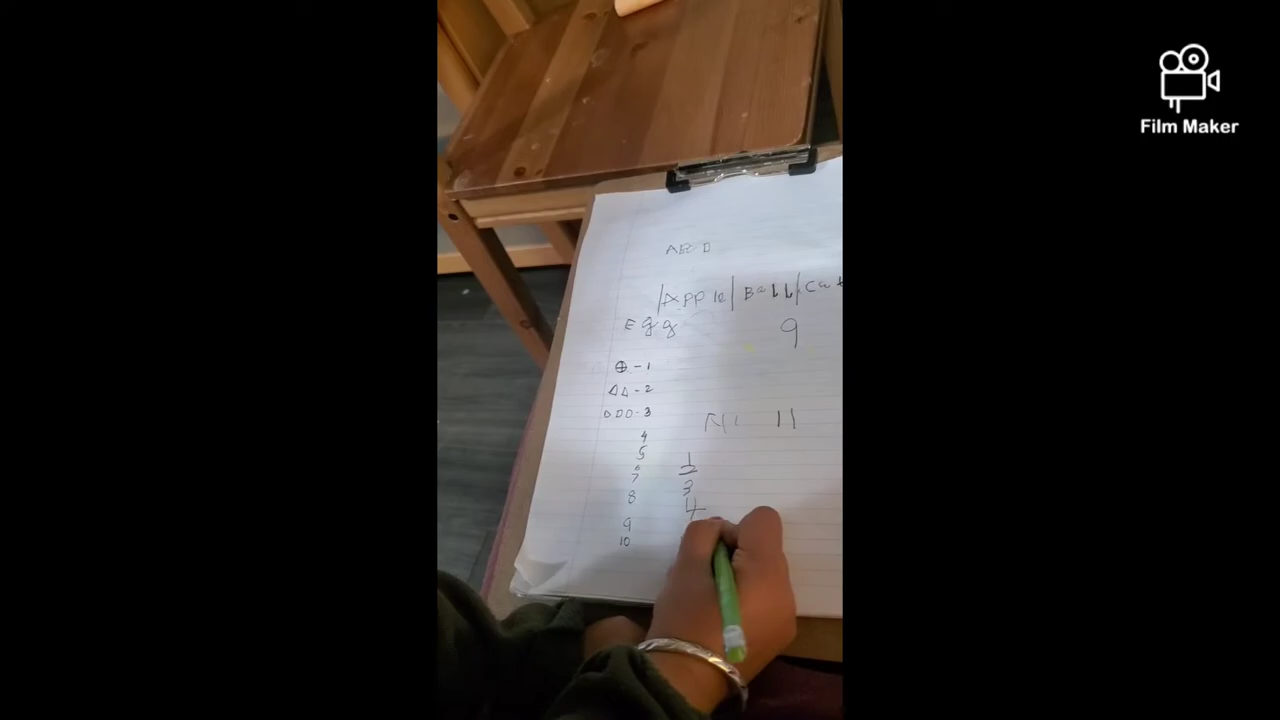 Film Maker
ABC D
Apple | Ball | Cat
Egg 9
⊕ - 1
△△ - 2
▷▢▢ - 3
11
4
5 1
6 2
7 3
8 4
9
10